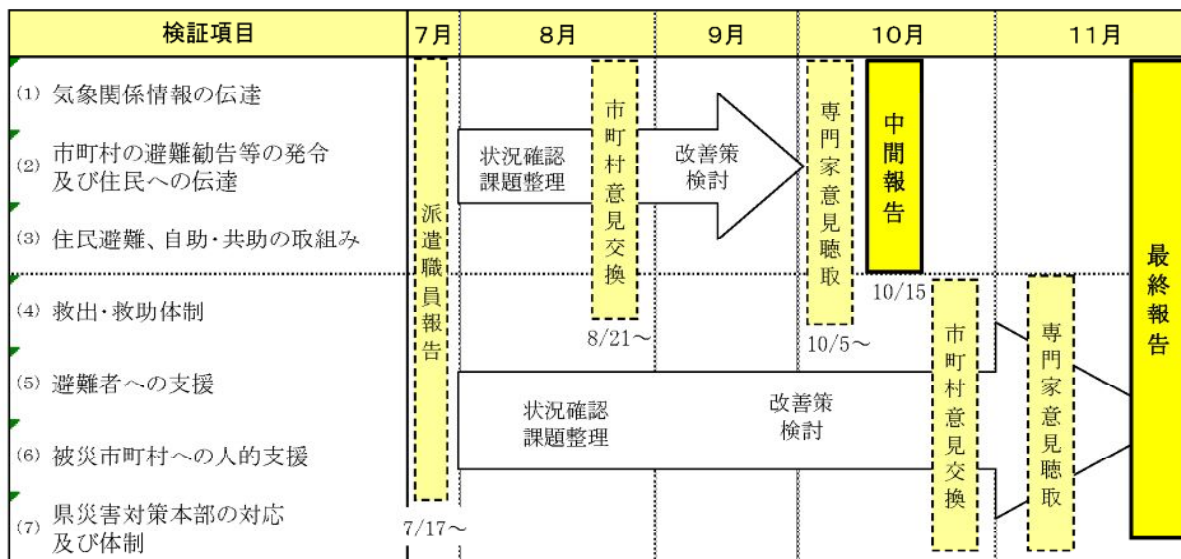 検証項目
7月
8月
9月
10月
11月
(1) 気象関係情報の伝達
(2) 市町村の避難勧告等の発令
及び住民への伝達
(3) 住民避難、自助・共助の取組み
(4) 救出・救助体制
(5) 避難者への支援
(6) 被災市町村への人的支援
(7) 県災害対策本部の対応
及び体制
派遣職員報告
7/17～
状況確認
課題整理
市町村意見交換
8/21～
改善策
検討
専門家意見聴取
10/5～
中間報告
10/15
状況確認
課題整理
改善策
検討
市町村意見交換
専門家意見聴取
最終報告